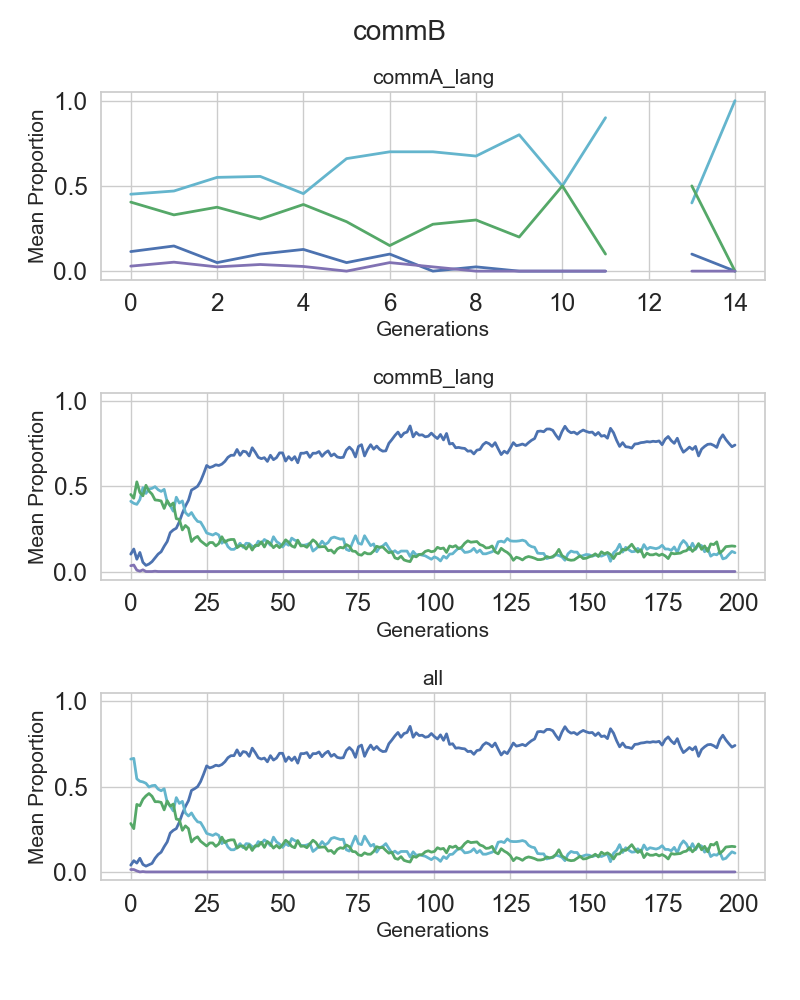 commB
commA_lang
1.0
0.5
0.0
Mean Proportion
0 2 4 6 8 10 12 14
Generations
commB_lang
1.0
0.5
0.0
Mean Proportion
0 25 50 75 100 125 150 175 200
Generations
all
1.0
0.5
0.0
Mean Proportion
0 25 50 75 100 125 150 175 200
Generations